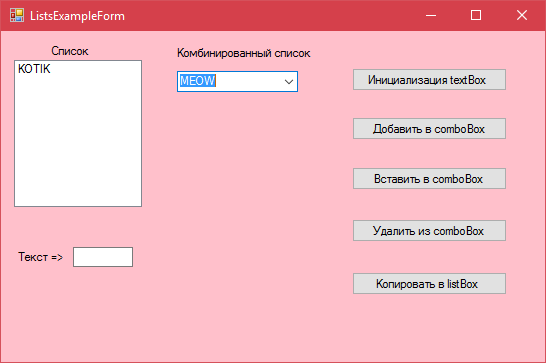 ListsExampleForm
Список
KOTIK
Комбинированный список
MEOW
Инициализация textBox
Добавить в comboBox
Вставить в comboBox
Удалить из comboBox
Копировать в listBox
Текст =>